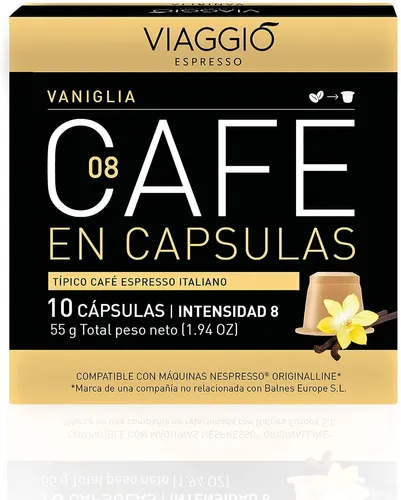 VIAGGIO
ESPRESSO
VANIGLIA
08
CAFE
EN CAPSULAS
TÍPICO CAFÉ ESPRESSO ITALIANO
10 CÁPSULAS | INTENSIDAD 8
55 g Total peso neto (1.94 OZ)
COMPATIBLE CON MÁQUINAS NESPRESSO® ORIGINALLINE*
*Marca de una compañía no relacionada con Balnes Europe S.L.